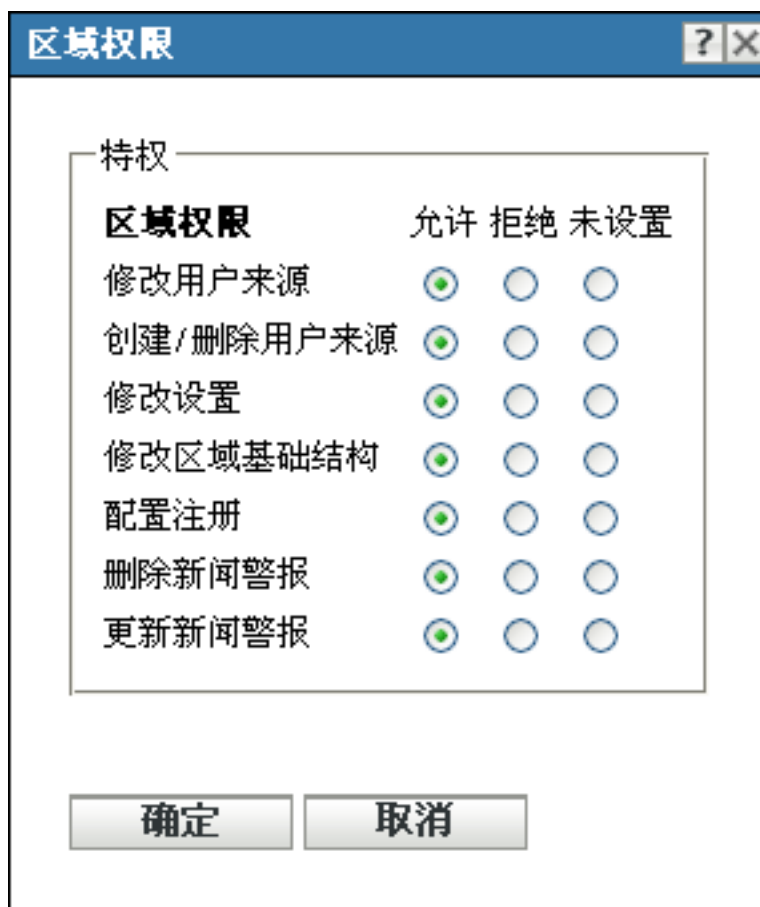 区域权限
特权
区域权限 允许 拒绝 未设置
修改用户来源
创建/删除用户来源
修改设置
修改区域基础结构
配置注册
删除新闻警报
更新新闻警报
确定 取消